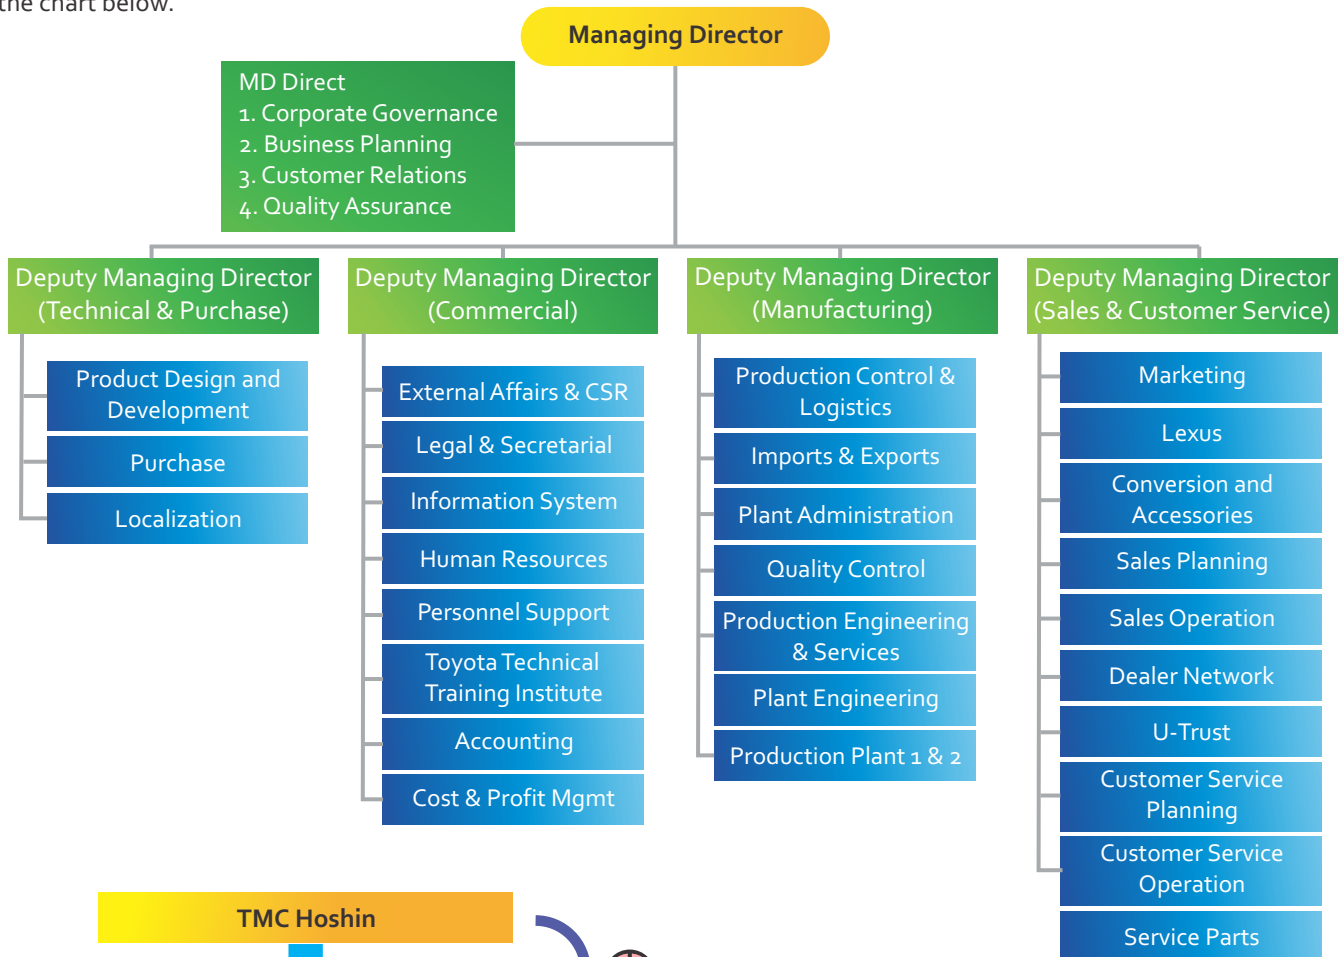 the chart below.
Managing Director
MD Direct
1. Corporate Governance
2. Business Planning
3. Customer Relations
4. Quality Assurance
Deputy Managing Director
(Technical & Purchase)
Product Design and
Development
Purchase
Localization
Deputy Managing Director
(Commercial)
External Affairs & CSR
Legal & Secretarial
Information System
Human Resources
Personnel Support
Toyota Technical
Training Institute
Accounting
Cost & Profit Mgmt
Deputy Managing Director
(Manufacturing)
Production Control &
Logistics
Imports & Exports
Plant Administration
Quality Control
Production Engineering
& Services
Plant Engineering
Production Plant 1 & 2
Deputy Managing Director
(Sales & Customer Service)
Marketing
Lexus
Conversion and
Accessories
Sales Planning
Sales Operation
Dealer Network
U-Trust
Customer Service
Planning
Customer Service
Operation
Service Parts
TMC Hoshin